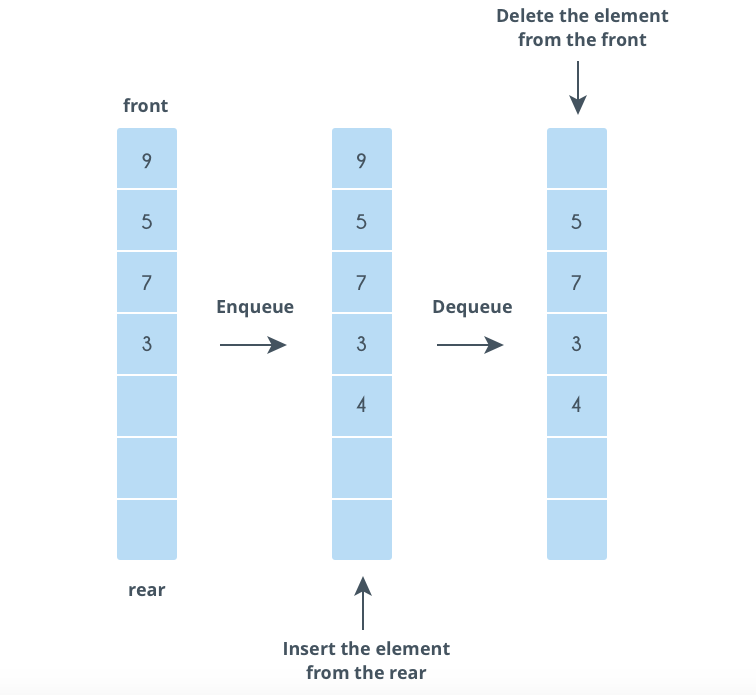 Delete the element
from the front
front
9
5
7
3
rear
Enqueue
9
5
7
3
4
Insert the element
from the rear
Dequeue
5
7
3
4